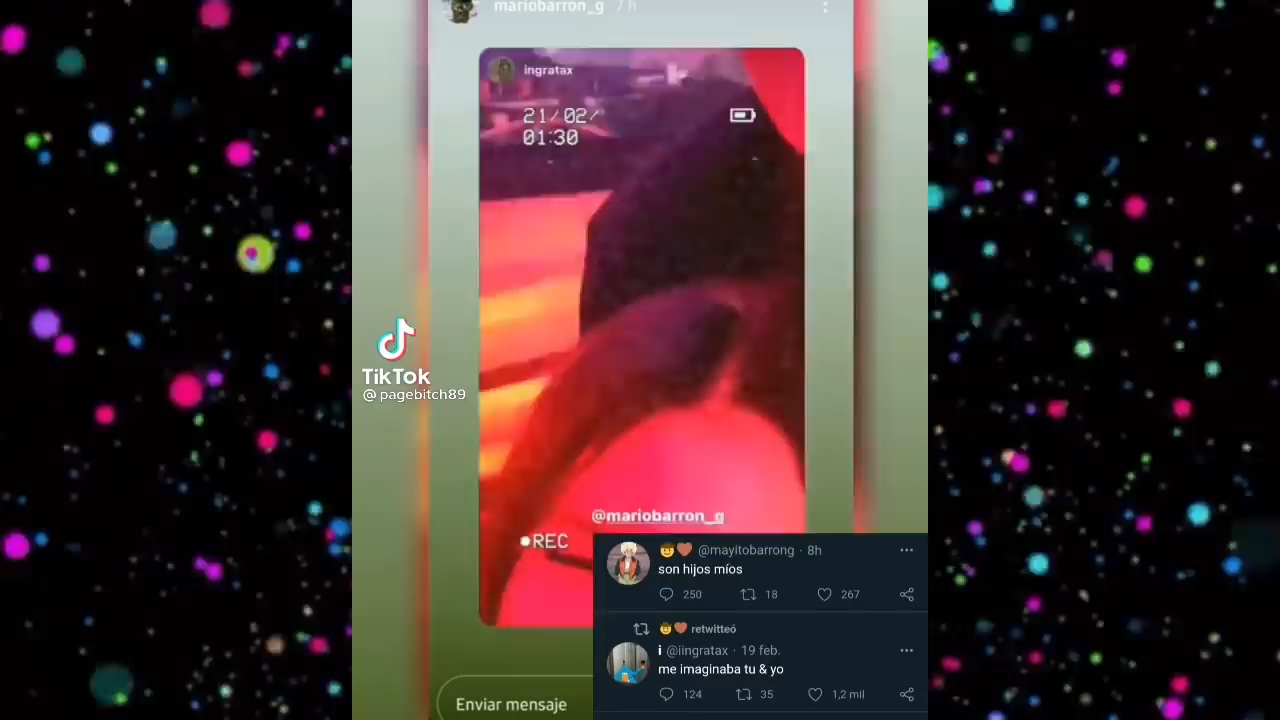 mariobarron_g 7 h
ingratax
21/02/
01:30
TikTok
@pagebitch89
@mariobarron_g
REC
@mayitobarrong · 8h
son hijos míos
250 18 267
retwitteó
i @iingratax · 19 feb.
me imaginaba tu & yo
124 35 1,2 mil
Enviar mensaje